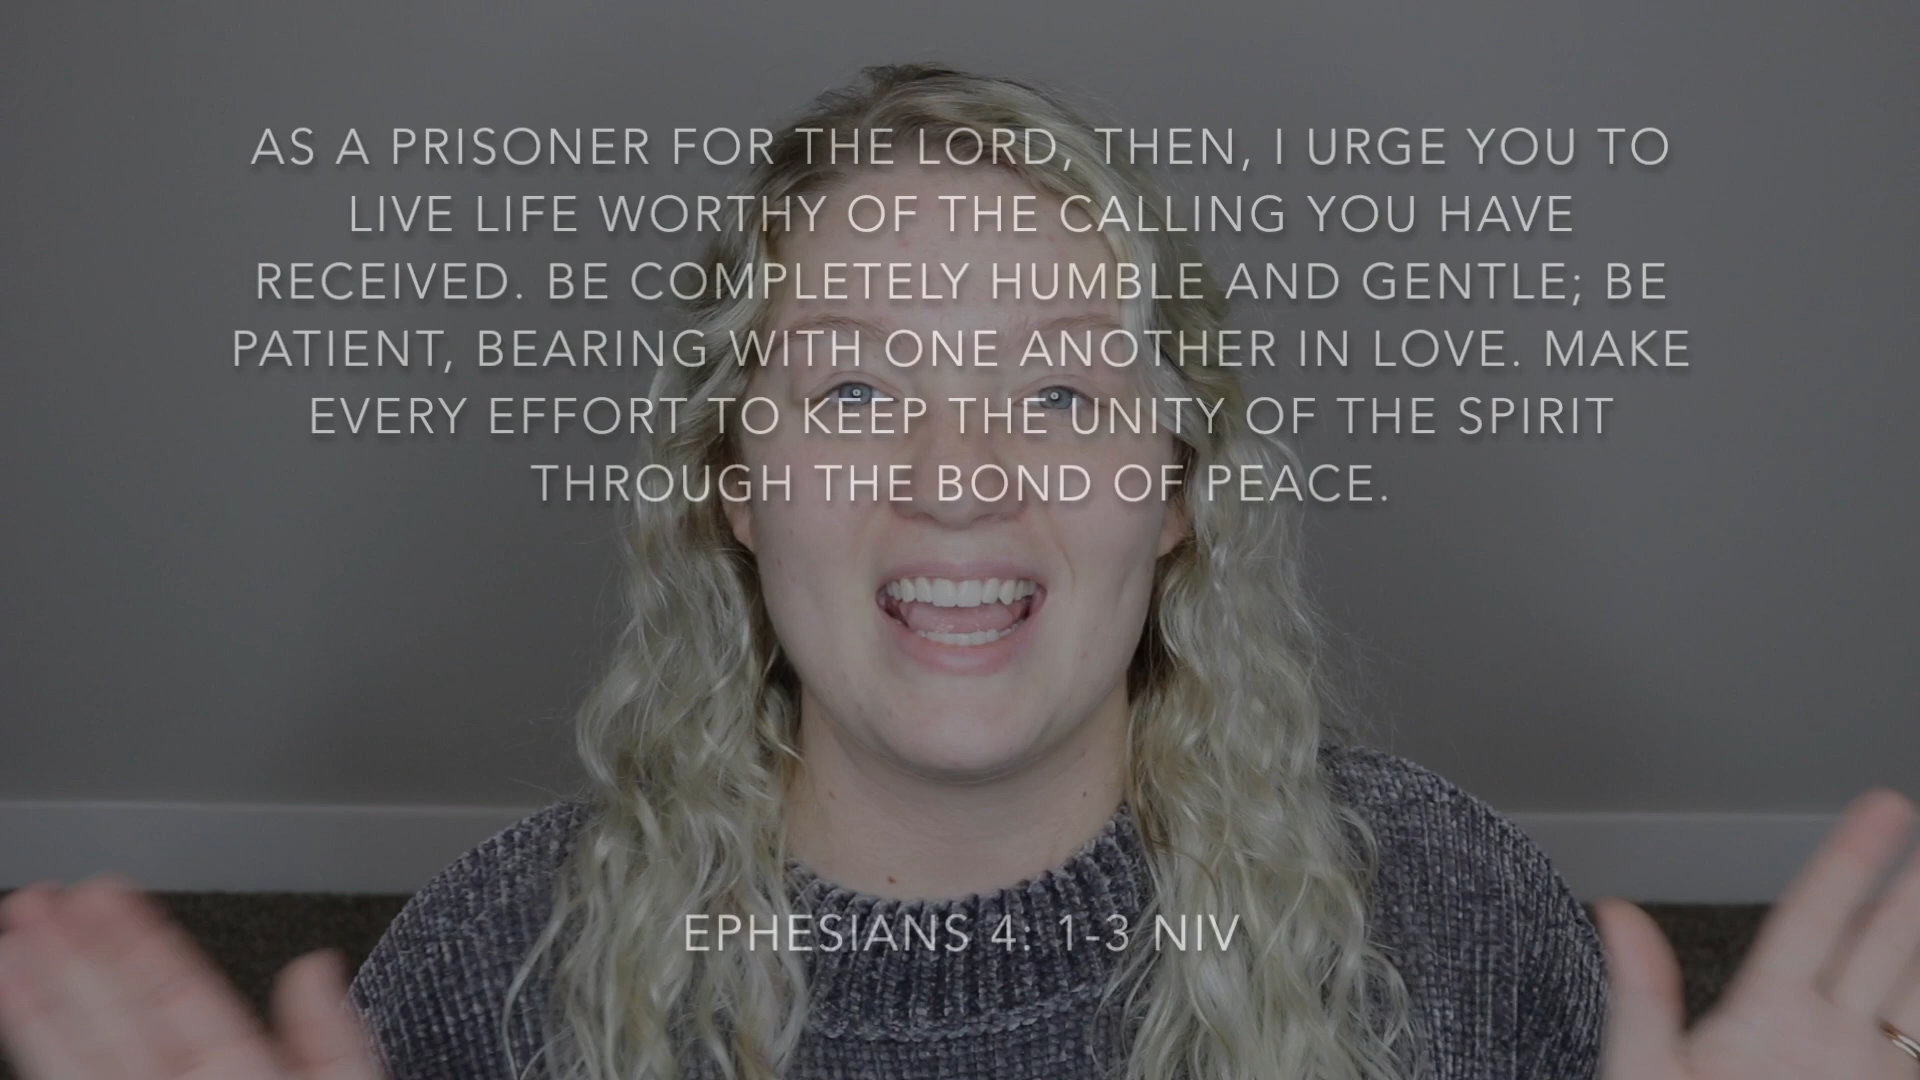 AS A PRISONER FOR THE LORD, THEN, I URGE YOU TO
LIVE LIFE WORTHY OF THE CALLING YOU HAVE
RECEIVED. BE COMPLETELY HUMBLE AND GENTLE; BE
PATIENT, BEARING WITH ONE ANOTHER IN LOVE. MAKE
EVERY EFFORT TO KEEP THE UNITY OF THE SPIRIT
THROUGH THE BOND OF PEACE.
EPHESIANS 4: 1-3 NIV